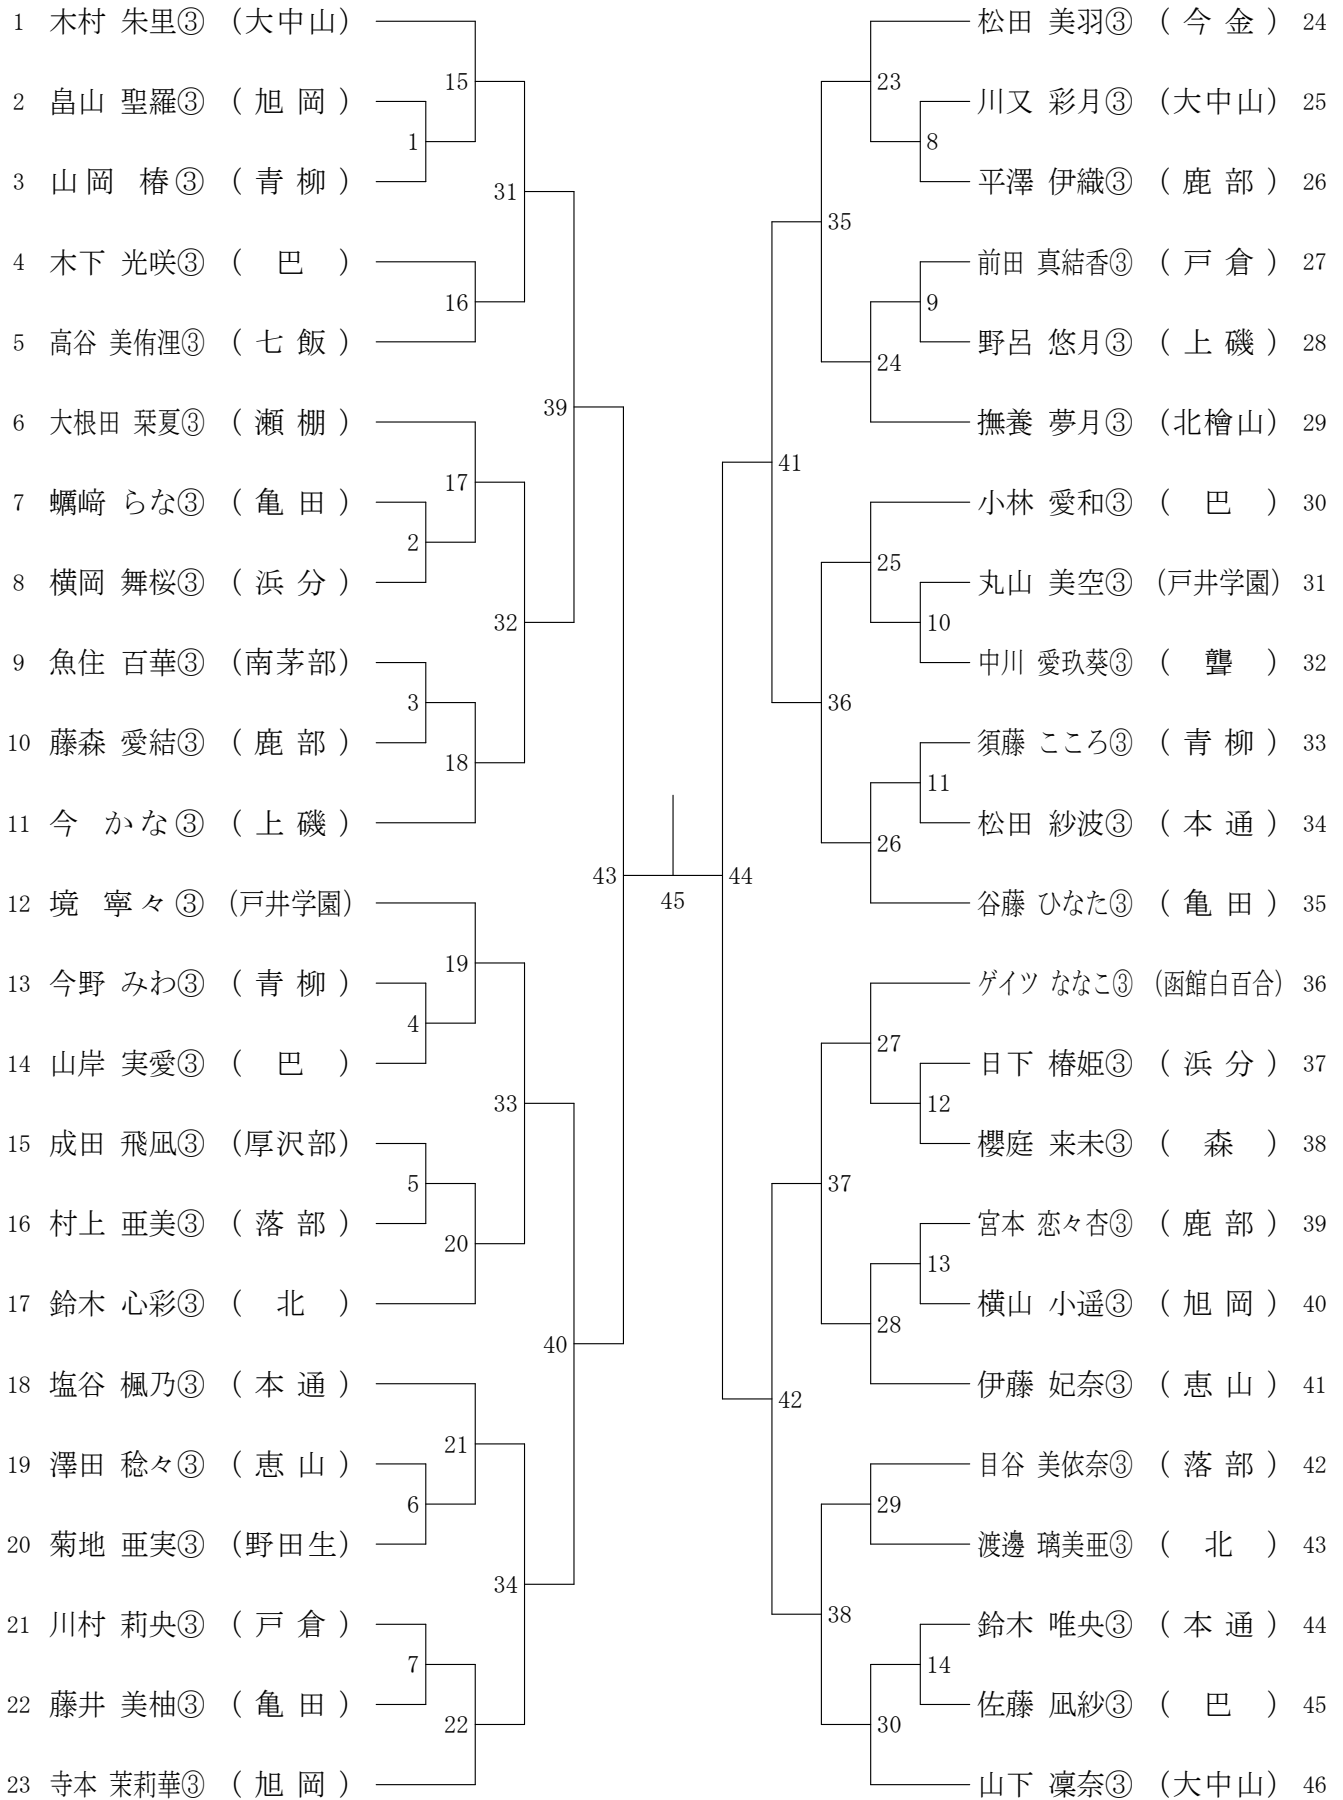 1 木村 朱里③ （大中山）
2 畠山 聖羅③ （ 旭 岡 ）
3 山岡 椿③ （ 青 柳 ）
4 木下 光咲③ （ 巴 ）
5 高谷 美侑浬③ （ 七 飯 ）
6 大根田 栞夏③ （ 瀬 棚 ）
7 蠣﨑 らな③ （ 亀 田 ）
8 横岡 舞桜③ （ 浜 分 ）
9 魚住 百華③ （南茅部）
10 藤森 愛結③ （ 鹿 部 ）
11 今 かな③ （ 上 磯 ）
12 境 寧々③ （戸井学園）
13 今野 みわ③ （ 青 柳 ）
14 山岸 実愛③ （ 巴 ）
15 成田 飛凪③ （厚沢部）
16 村上 亜美③ （ 落 部 ）
17 鈴木 心彩③ （ 北 ）
18 塩谷 楓乃③ （ 本 通 ）
19 澤田 稔々③ （ 恵 山 ）
20 菊地 亜実③ （野田生）
21 川村 莉央③ （ 戸 倉 ）
22 藤井 美柚③ （ 亀 田 ）
23 寺本 茉莉華③ （ 旭 岡 ）
1
2
3
4
5
6
7
15
16
17
18
19
20
21
22
31
32
33
34
39
40
43
45
44
41
42
35
36
37
38
23
24
25
26
27
28
29
30
8
9
10
11
12
13
14
松田 美羽③ （ 今 金 ） 24
川又 彩月③ （大中山） 25
平澤 伊織③ （ 鹿 部 ） 26
前田 真結香③ （ 戸 倉 ） 27
野呂 悠月③ （ 上 磯 ） 28
撫養 夢月③ （北檜山） 29
小林 愛和③ （ 巴 ） 30
丸山 美空③ （戸井学園） 31
中川 愛玖葵③ （ 聾 ） 32
須藤 こころ③ （ 青 柳 ） 33
松田 紗波③ （ 本 通 ） 34
谷藤 ひなた③ （ 亀 田 ） 35
ゲイツ ななこ③ （函館白百合） 36
日下 椿姫③ （ 浜 分 ） 37
櫻庭 来未③ （ 森 ） 38
宮本 恋々杏③ （ 鹿 部 ） 39
横山 小遥③ （ 旭 岡 ） 40
伊藤 妃奈③ （ 恵 山 ） 41
目谷 美依奈③ （ 落 部 ） 42
渡邊 璃美亜③ （ 北 ） 43
鈴木 唯央③ （ 本 通 ） 44
佐藤 凪紗③ （ 巴 ） 45
山下 凜奈③ （大中山） 46